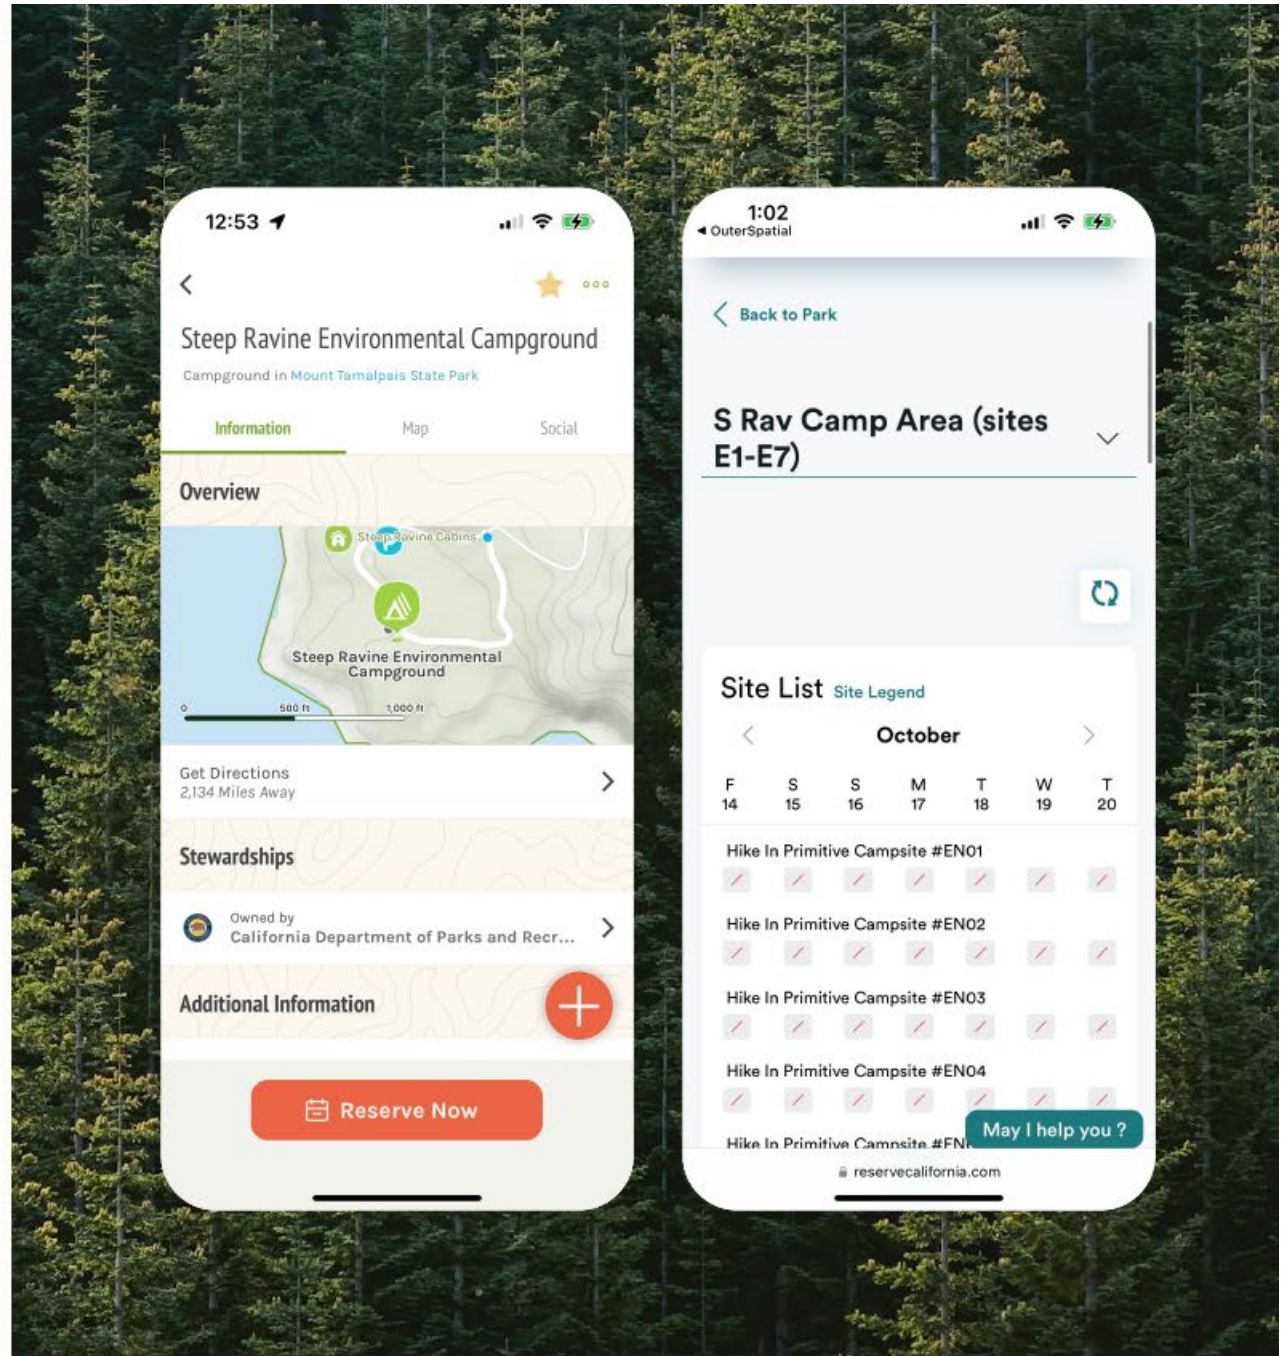 12:53
Steep Ravine Environmental Campground
Campground in Mount Tamalpais State Park
Information Map Social
Overview
Steep Ravine Cabins
Steep Ravine Environmental
Campground
0 500 ft 1,000 ft
Get Directions
2,134 Miles Away
Stewardships
Owned by
California Department of Parks and Recr...
Additional Information
Reserve Now
1:02
OuterSpatial
Back to Park
S Rav Camp Area (sites
E1-E7)
Site List Site Legend
October
F S S M T W T
14 15 16 17 18 19 20
Hike In Primitive Campsite #EN01
Hike In Primitive Campsite #EN02
Hike In Primitive Campsite #EN03
Hike In Primitive Campsite #EN04
Hike In Primitive Campsite
May I help you ?
reservecalifornia.com